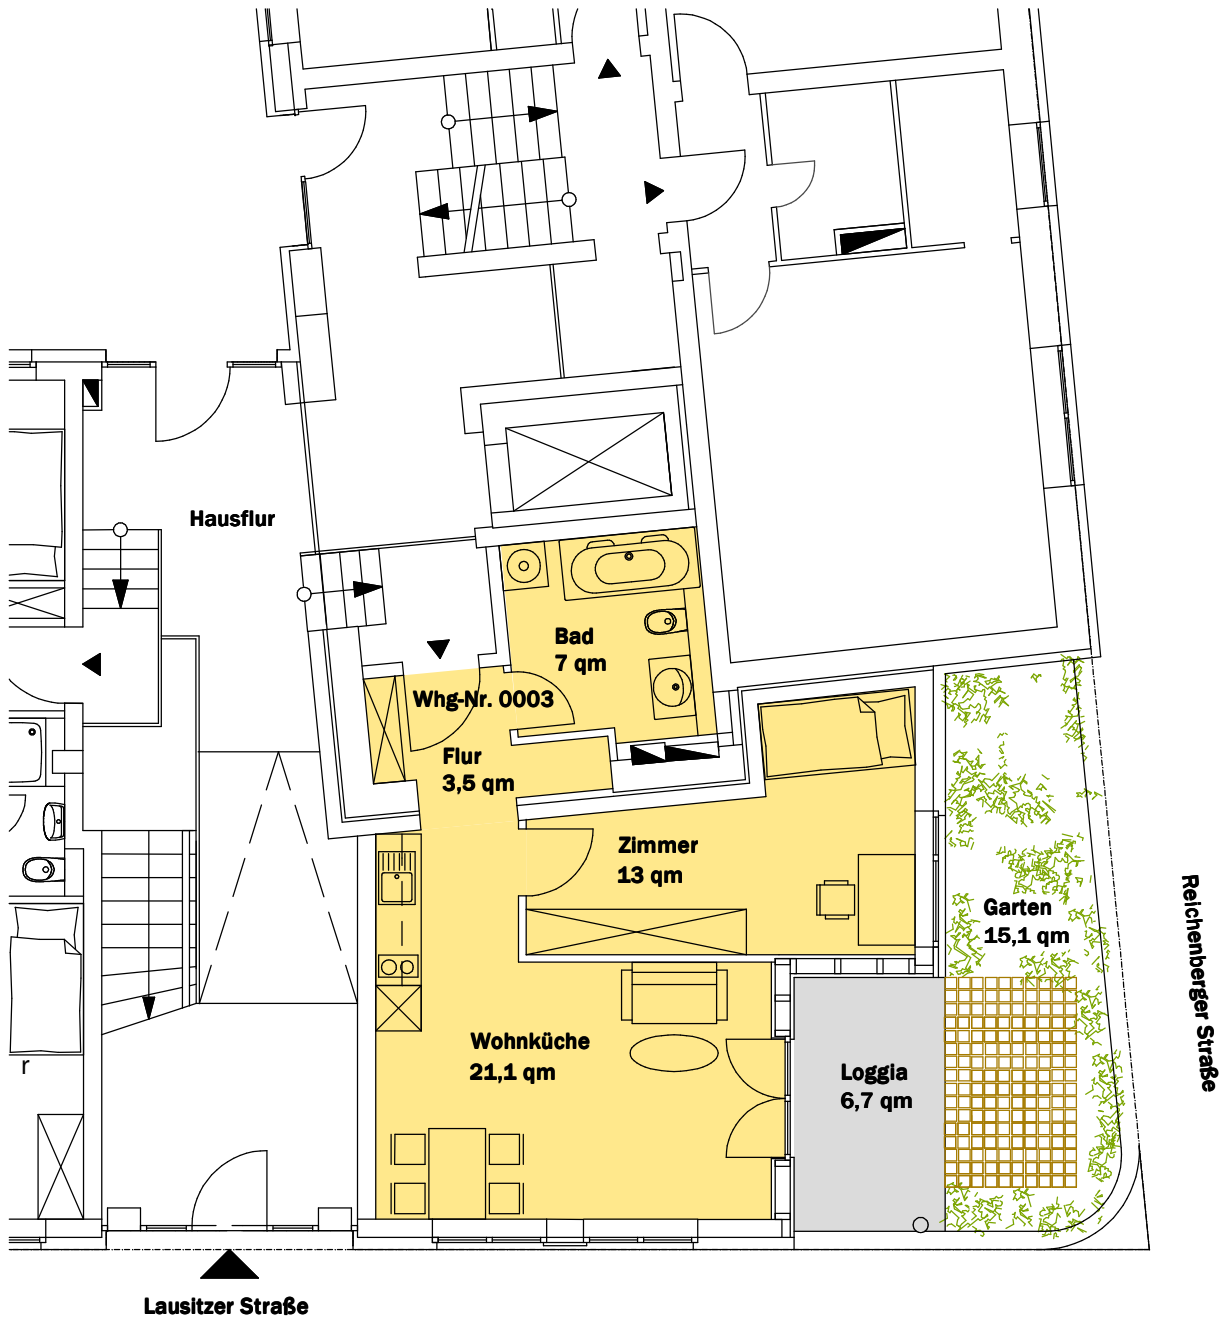 Hausflur
Bad
7 qm
Whg-Nr. 0003
Flur
3,5 qm
Zimmer
13 qm
Garten
15,1 qm
Reichenberger Straße
Wohnküche
21,1 qm
Loggia
6,7 qm
r
Lausitzer Straße